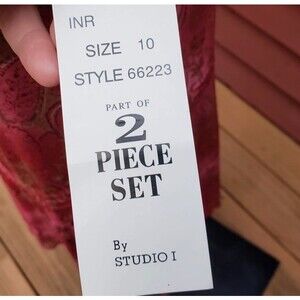 INR
SIZE 10
STYLE 66223
PART OF
2
PIECE
SET
By
STUDIO I